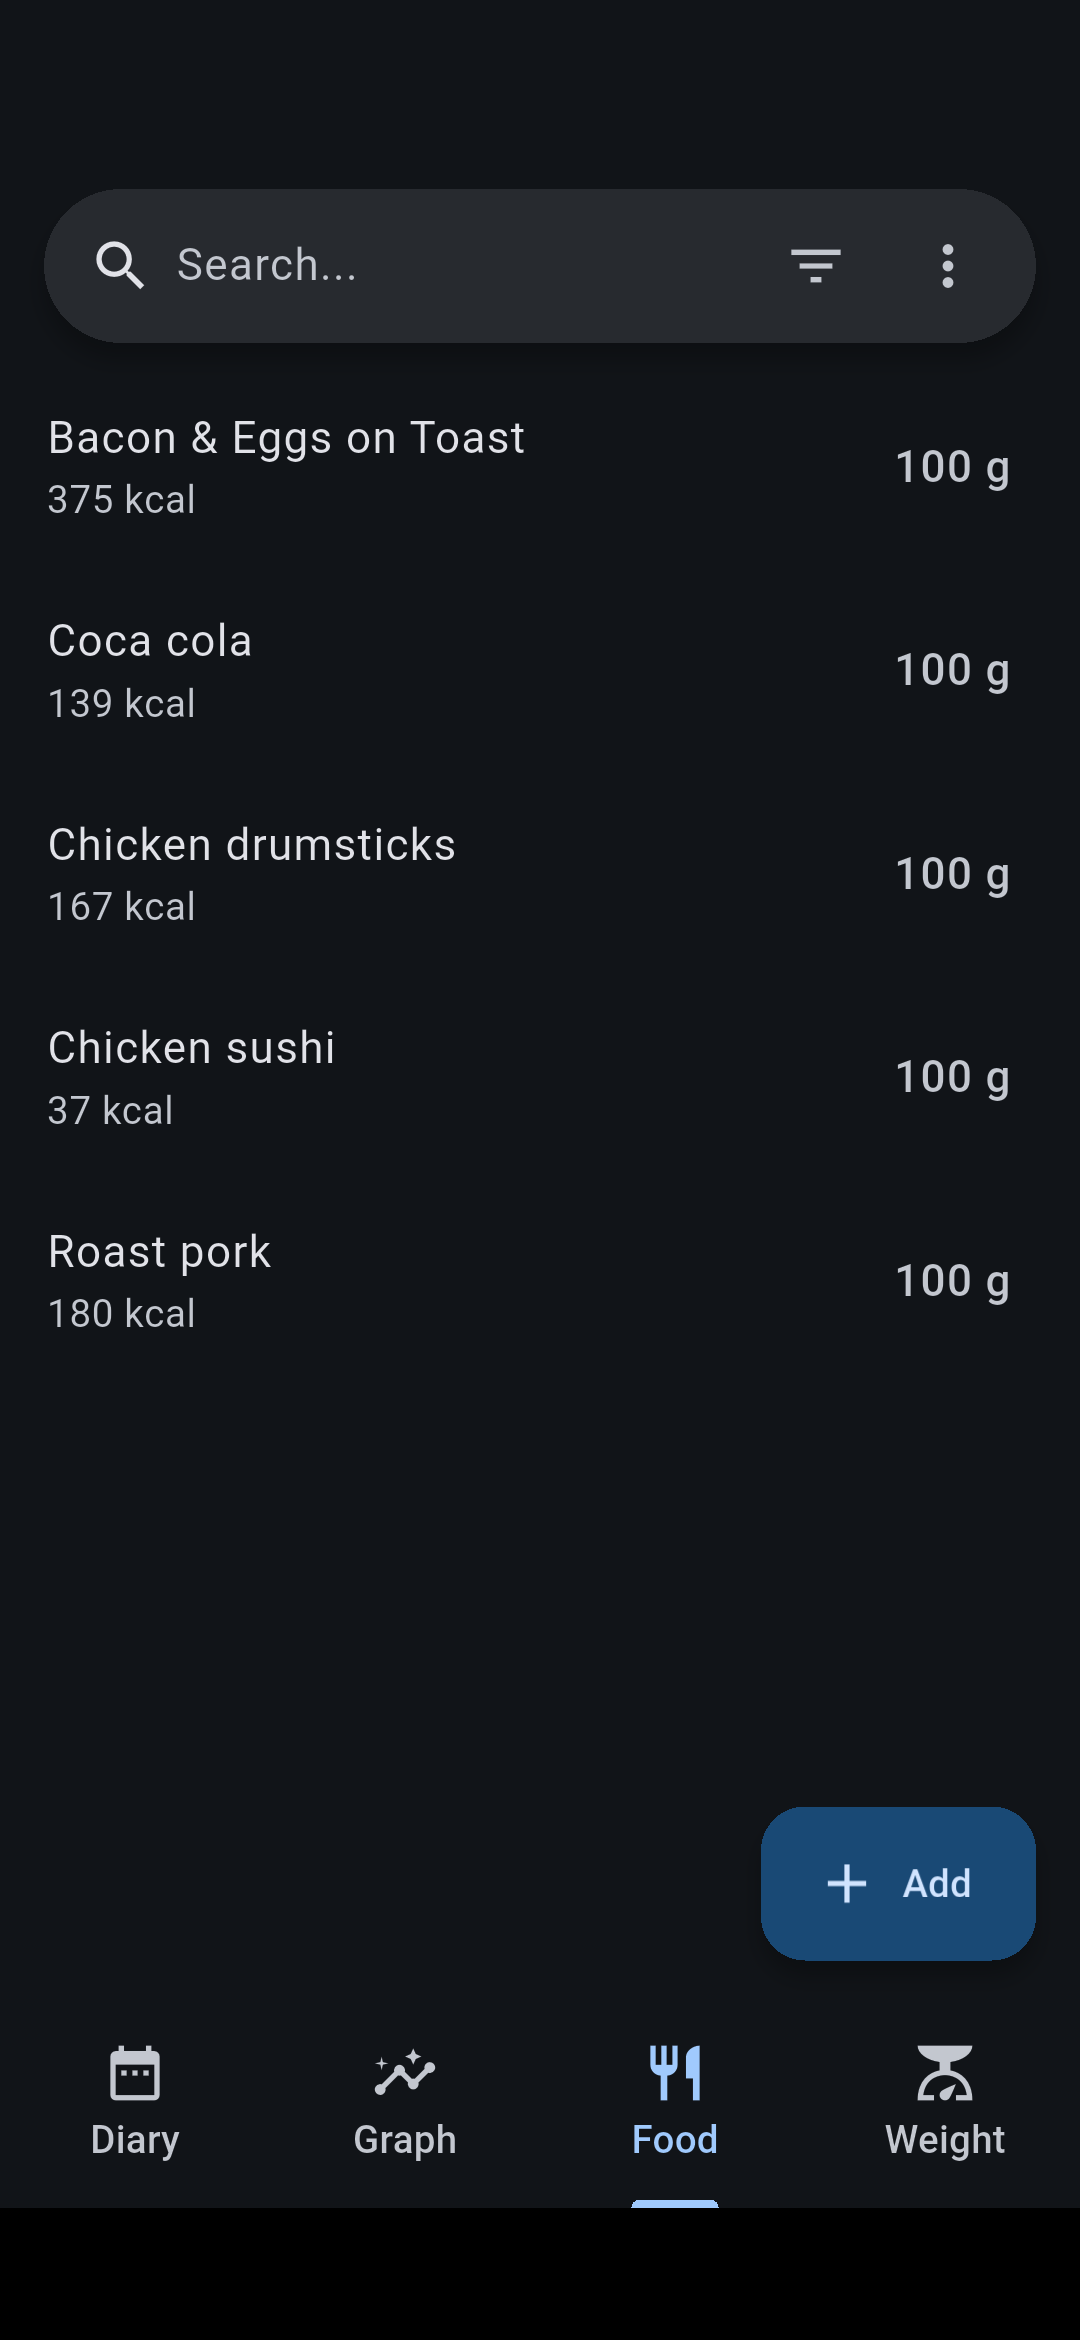 Search...
Bacon & Eggs on Toast
375 kcal
100 g
Coca cola
139 kcal
100 g
Chicken drumsticks
167 kcal
100 g
Chicken sushi
37 kcal
100 g
Roast pork
180 kcal
100 g
Add
Diary
Graph
Food
Weight